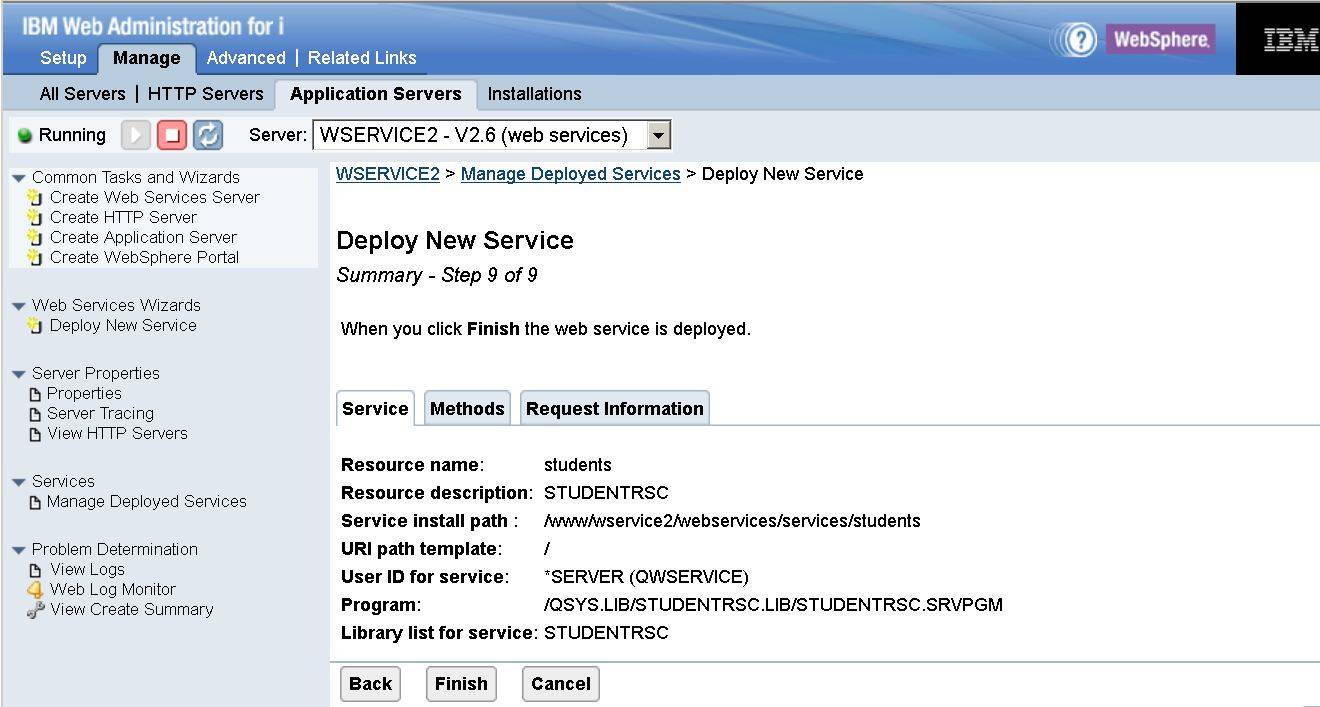 IBM Web Administration for i
Setup Manage Advanced | Related Links
? WebSphere. IBM
All Servers | HTTP Servers Application Servers Installations
Running Server: WSERVICE2 - V2.6 (web services)
Common Tasks and Wizards
Create Web Services Server
Create HTTP Server
Create Application Server
Create WebSphere Portal
Web Services Wizards
Deploy New Service
Server Properties
Properties
Server Tracing
View HTTP Servers
Services
Manage Deployed Services
Problem Determination
View Logs
Web Log Monitor
View Create Summary
WSERVICE2 > Manage Deployed Services > Deploy New Service
Deploy New Service
Summary - Step 9 of 9
When you click Finish the web service is deployed.
Service Methods Request Information
Resource name: students
Resource description: STUDENTRSC
Service install path : /www/wservice2/webservices/services/students
URI path template: /
User ID for service: *SERVER (QWSERVICE)
Program: /QSYS.LIB/STUDENTRSC.LIB/STUDENTRSC.SRVPGM
Library list for service: STUDENTRSC
Back Finish Cancel